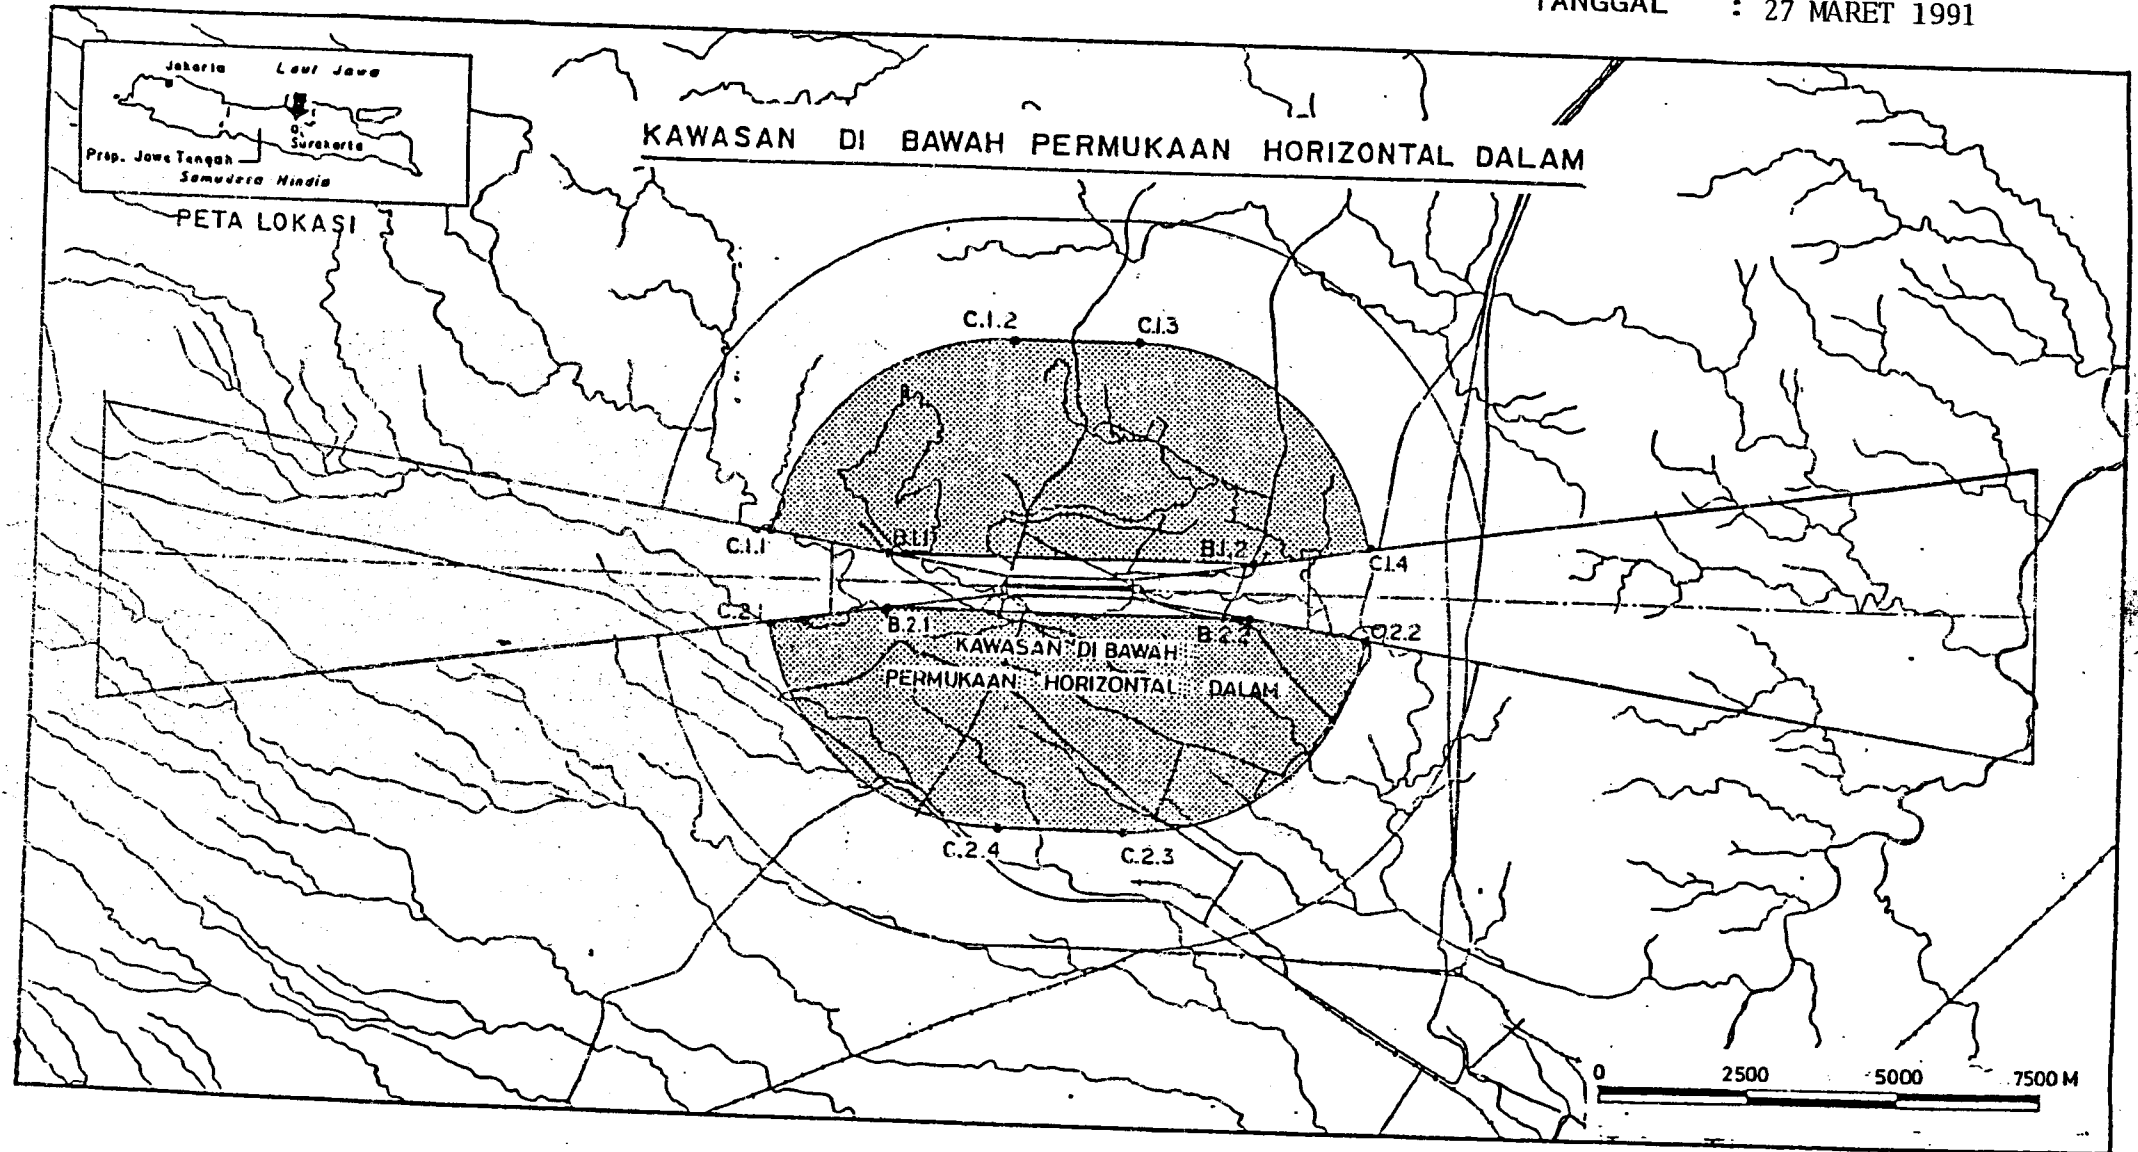 TANGGAL : 27 MARET 1991
Jakarta Laut Jawa
Surakarta
Prop. Jawa Tengah
Samudera Hindia
PETA LOKASI
KAWASAN DI BAWAH PERMUKAAN HORIZONTAL DALAM
C.1.2 C.1.3
C.1.1 B.1.1 B.1.2 C.1.4
C.2.1 B.2.1 B.2.2 C.2.2
KAWASAN DI BAWAH
PERMUKAAN HORIZONTAL DALAM
C.2.4 C.2.3
0 2500 5000 7500 M